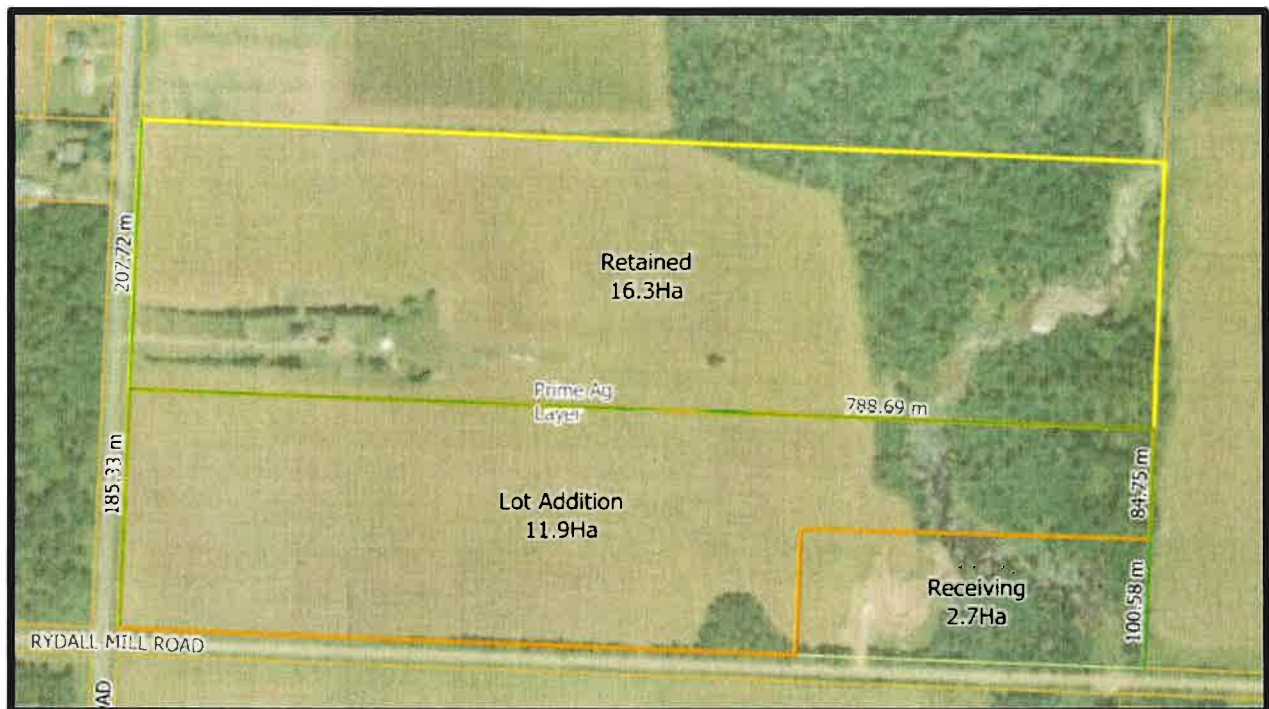 207.72 m
Retained
16.3Ha
Prime Ag
Layer
788.69 m
185.33 m
84.75 m
Lot Addition
11.9Ha
Receiving
2.7Ha
100.58 m
RYDALL MILL ROAD
AD